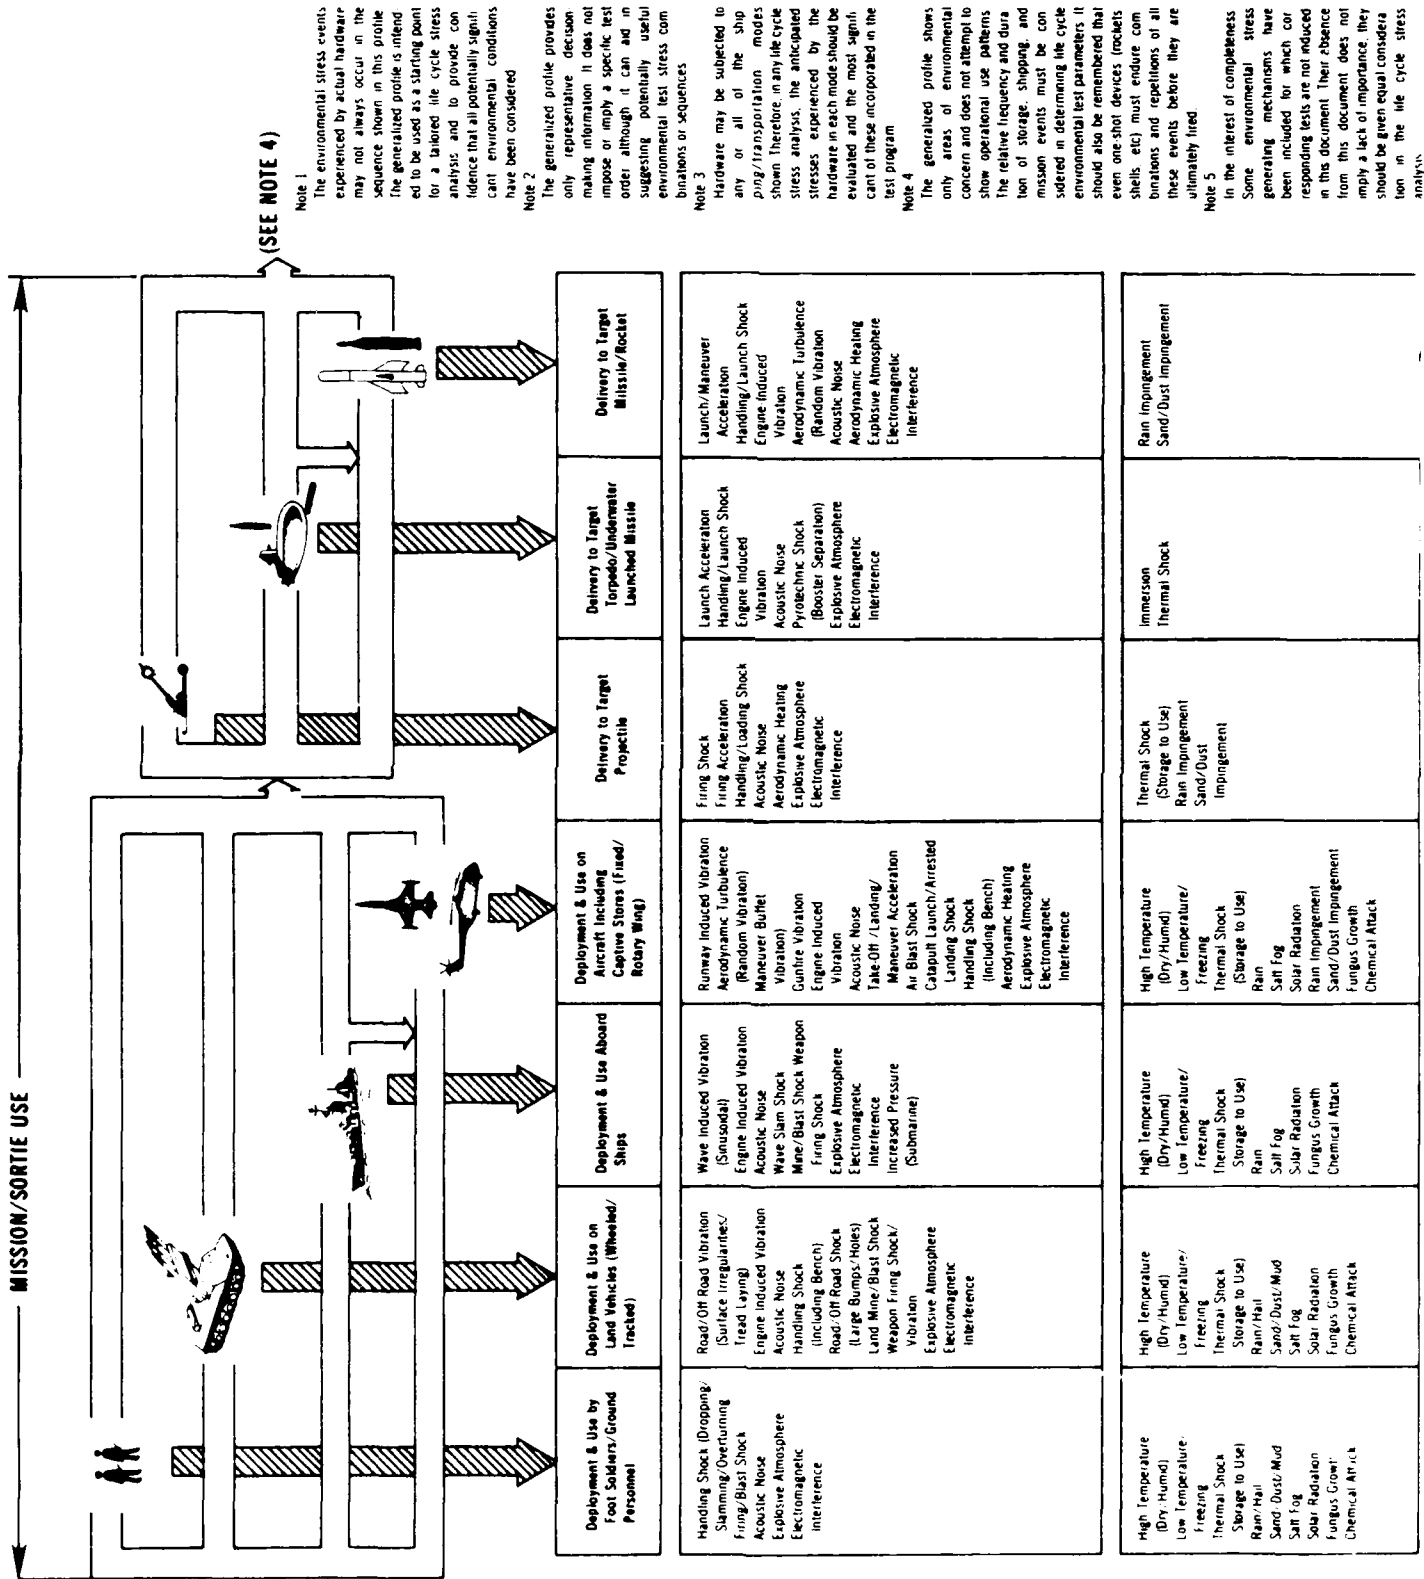 MISSION/SORTIE USE
(SEE NOTE 4)
Deployment & Use by
Foot Soldiers/Ground
Personnel
Deployment & Use on
Land Vehicles (Wheeled/
Tracked)
Deployment & Use Aboard
Ships
Deployment & Use on
Aircraft Including
Captive Stores (Fixed/
Rotary Wing)
Delivery to Target
Projectile
Delivery to Target
Torpedo/Underwater
Launched Missile
Delivery to Target
Milssile/Rocket
Handling Shock (Dropping/
Slamming/Overturning
Firing/Blast Shock
Acoustic Noise
Explosive Atmosphere
Electromagnetic
Interference
Road/Off Road Vibration
(Surface Irregularities/
Tread Laying)
Engine Induced Vibration
Acoustic Noise
Handling Shock
(Including Bench)
Road/Off Road Shock
(Large Bumps/Holes)
Land Mine/Blast Shock
Weapon Firing Shock/
Vibration
Explosive Atmosphere
Electromagnetic
Interference
Wave Induced Vibration
(Sinusoidal)
Engine Induced Vibration
Acoustic Noise
Wave Slam Shock
Mine/Blast Shock Weapon
Firing Shock
Explosive Atmosphere
Electromagnetic
Interference
Increased Pressure
(Submarine)
Runway Induced Vibration
Aerodynamic Turbulence
(Random Vibration)
Maneuver Buffet
Vibration)
Gunfire Vibration
Engine Induced
Vibration
Acoustic Noise
Take-Off/Landing/
Maneuver Acceleration
Air Blast Shock
Catapult Launch/Arrested
Landing Shock
Handling Shock
(Including Bench)
Aerodynamic Heating
Explosive Atmosphere
Electromagnetic
Interference
Firing Shock
Firing Acceleration
Handling/Loading Shock
Acoustic Noise
Aerodynamic Heating
Explosive Atmosphere
Electromagnetic
Interference
Launch Acceleration
Handling/Launch Shock
Engine Induced
Vibration
Acoustic Noise
Pyrotechnic Shock
(Booster Separation)
Explosive Atmosphere
Electromagnetic
Interference
Launch/Maneuver
Acceleration
Handling/Launch Shock
Engine Induced
Vibration
Aerodynamic Turbulence
(Random Vibration
Acoustic Noise
Aerodynamic Heating
Explosive Atmosphere
Electromagnetic
Interference
High Temperature
(Dry/Humid)
Low Temperature/
Freezing
Thermal Shock
Storage to Use)
Rain/Hail
Sand/Dust/Mud
Salt Fog
Solar Radiation
Fungus Growth
Chemical Attack
High Temperature
(Dry/Humid)
Low Temperature/
Freezing
Thermal Shock
Storage to Use)
Rain/Hail
Sand/Dust/Mud
Salt Fog
Solar Radiation
Fungus Growth
Chemical Attack
High Temperature
(Dry/Humid)
Low Temperature/
Freezing
Thermal Shock
Storage to Use)
Rain
Salt Fog
Solar Radiation
Fungus Growth
Chemical Attack
High Temperature
(Dry/Humid)
Low Temperature/
Freezing
Thermal Shock
(Storage to Use)
Rain
Salt Fog
Solar Radiation
Rain Impingement
Sand/Dust Impingement
Fungus Growth
Chemical Attack
Thermal Shock
(Storage to Use)
Rain Impingement
Sand/Dust
Impingement
Immersion
Thermal Shock
Rain Impingement
Sand/Dust Impingement
Note 1
The environmental stress events
experienced by actual hardware
may not always occur in the
sequence shown in this profile
The generalized profile is intend
ed to be used as a starting point
for a tailored life cycle stress
analysis and to provide con
fidence that all potentially signifi
cant environmental conditions
have been considered
Note 2
The generalized profile provides
only representative decision
making information It does not
impose or imply a specific test
order although it can aid in
suggesting potentially useful
environmental test stress com
binations or sequences
Note 3
Hardware may be subjected to
any or all of the ship
ping/transportation modes
shown Therefore, in any life cycle
stress analysis, the anticipated
stresses experienced by the
hardware in each mode should be
evaluated and the most signifi
cant of these incorporated in the
test program
Note 4
The generalized profile shows
only areas of environmental
concern and does not attempt to
show operational use patterns
The relative frequency and dura
tion of storage, shipping, and
mission events must be con
sidered in determining life cycle
environmental test parameters It
should also be remembered that
even one-shot devices (rockets
shells, etc) must endure com
binations and repetitions of all
these events before they are
ultimately fired
Note 5
In the interest of completeness
Some environmental stress
generating mechanisms have
been included for which cor
responding tests are not induced
in this document Their absence
from this document does not
imply a lack of importance, they
should be given equal considera
tion in the life cycle stress
analysis